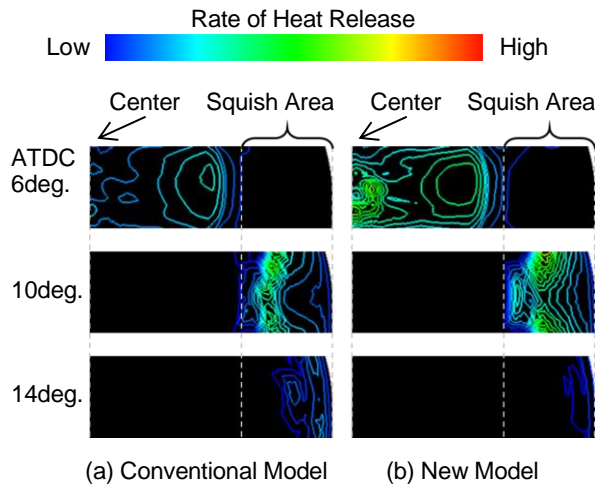 Rate of Heat Release
Low High
Center Squish Area Center Squish Area
ATDC
6deg.
10deg.
14deg.
(a) Conventional Model (b) New Model